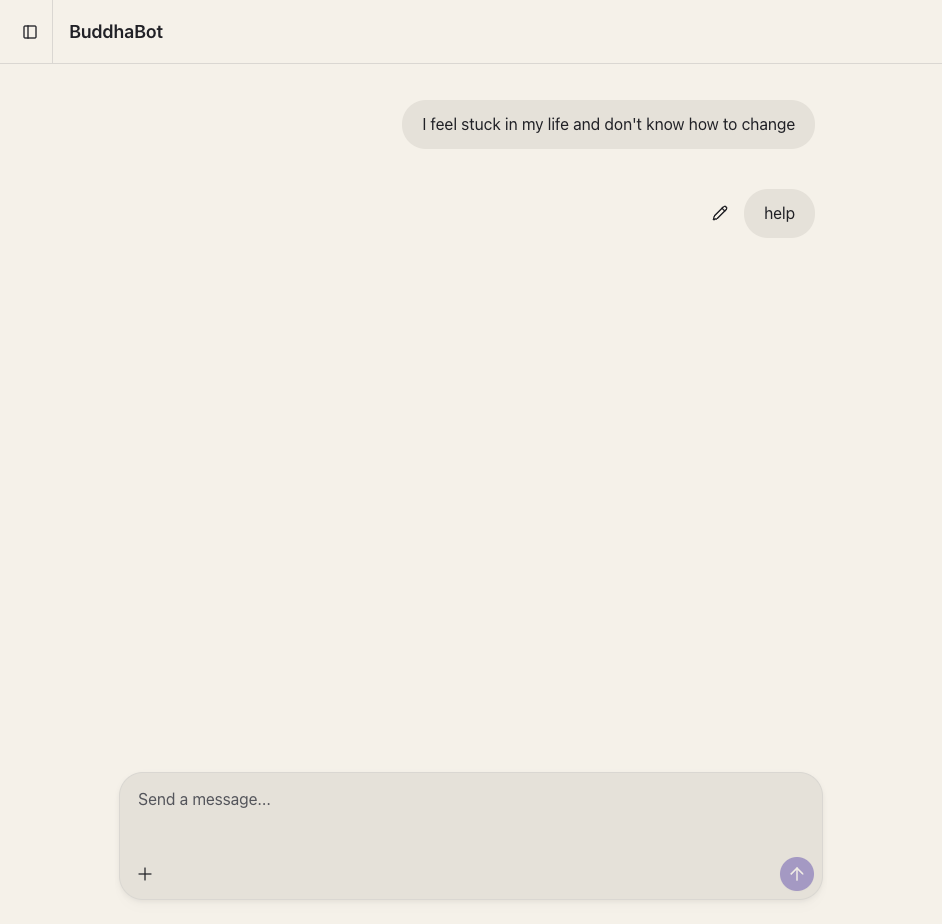 BuddhaBot
I feel stuck in my life and don't know how to change
help
Send a message...